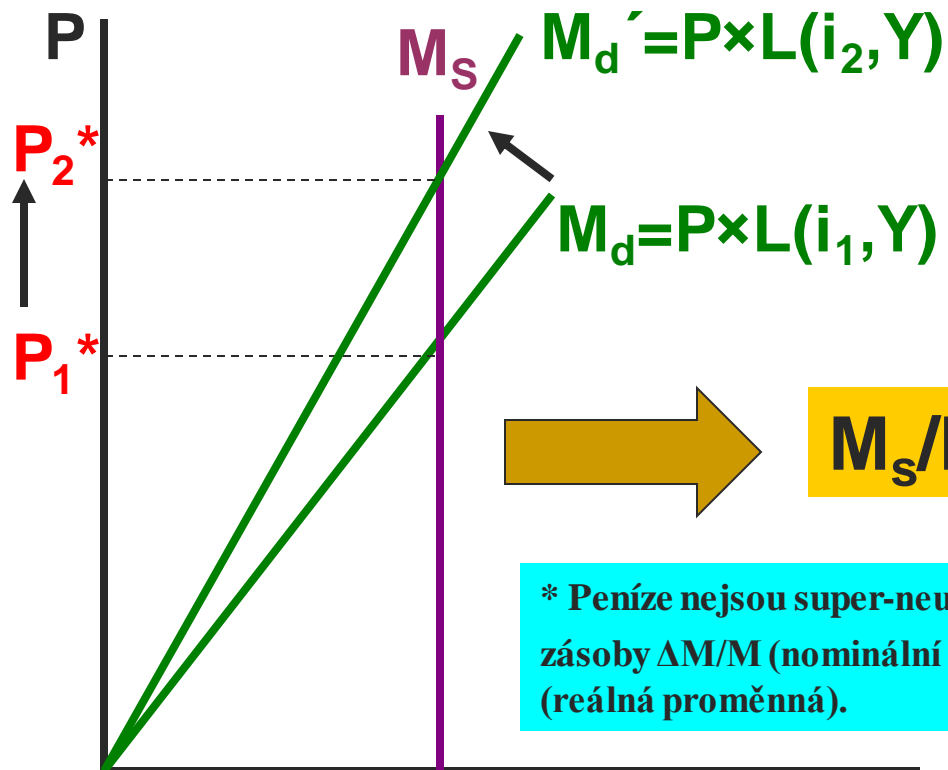 P
M_S
M_d´=P×L(i_2,Y)
P_2*
M_d=P×L(i_1,Y)
P_1*
M_s/
* Peníze nejsou super-neu
zásoby ΔM/M (nominální
(reálná proměnná).